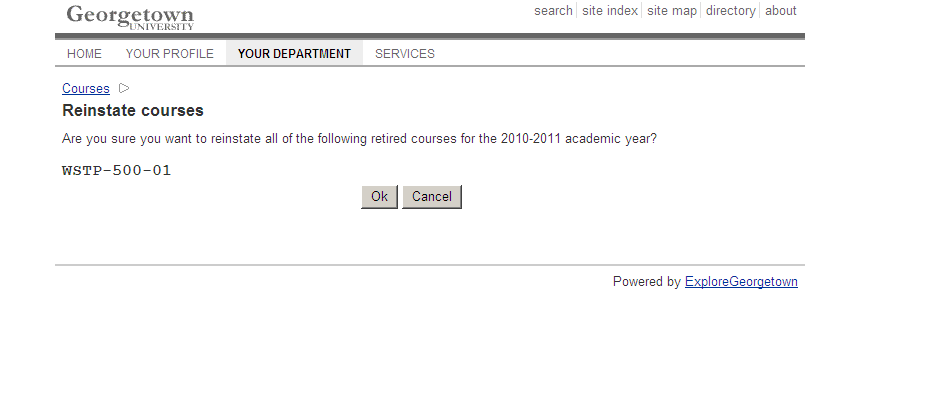 Georgetown
UNIVERSITY
search site index site map directory about
HOME YOUR PROFILE YOUR DEPARTMENT SERVICES
Courses
Reinstate courses
Are you sure you want to reinstate all of the following retired courses for the 2010-2011 academic year?
WSTP-500-01
Ok Cancel
Powered by ExploreGeorgetown